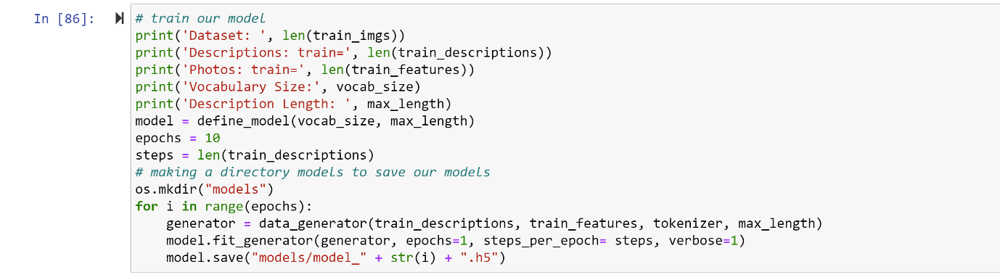 In [86]: # train our model
print('Dataset: ', len(train_imgs))
print('Descriptions: train=', len(train_descriptions))
print('Photos: train=', len(train_features))
print('Vocabulary Size:', vocab_size)
print('Description Length: ', max_length)
model = define_model(vocab_size, max_length)
epochs = 10
steps = len(train_descriptions)
# making a directory models to save our models
os.mkdir("models")
for i in range(epochs):
    generator = data_generator(train_descriptions, train_features, tokenizer, max_length)
    model.fit_generator(generator, epochs=1, steps_per_epoch= steps, verbose=1)
    model.save("models/model_" + str(i) + ".h5")